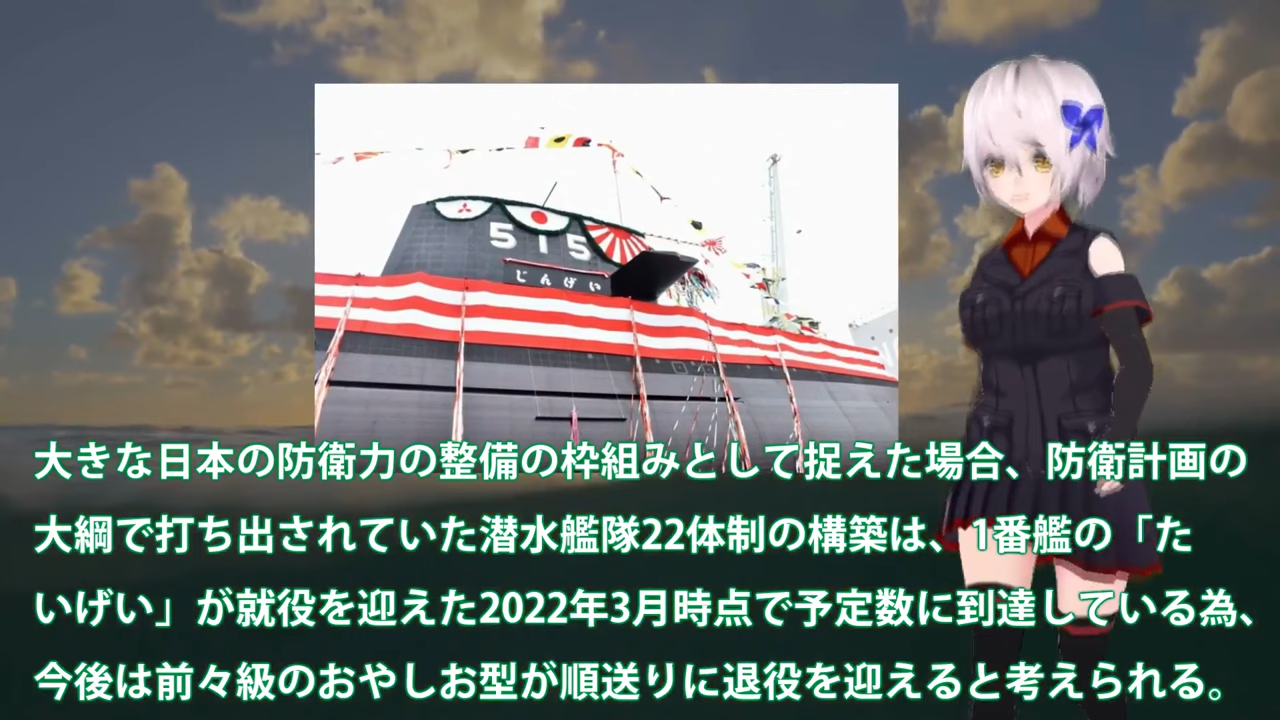 515
じんげい
大きな日本の防衛力の整備の枠組みとして捉えた場合、防衛計画の
大綱で打ち出されていた潜水艦隊22体制の構築は、1番艦の「た
いげい」が就役を迎えた2022年3月時点で予定数に到達している為、
今後は前々級のおやしお型が順送りに退役を迎えると考えられる。